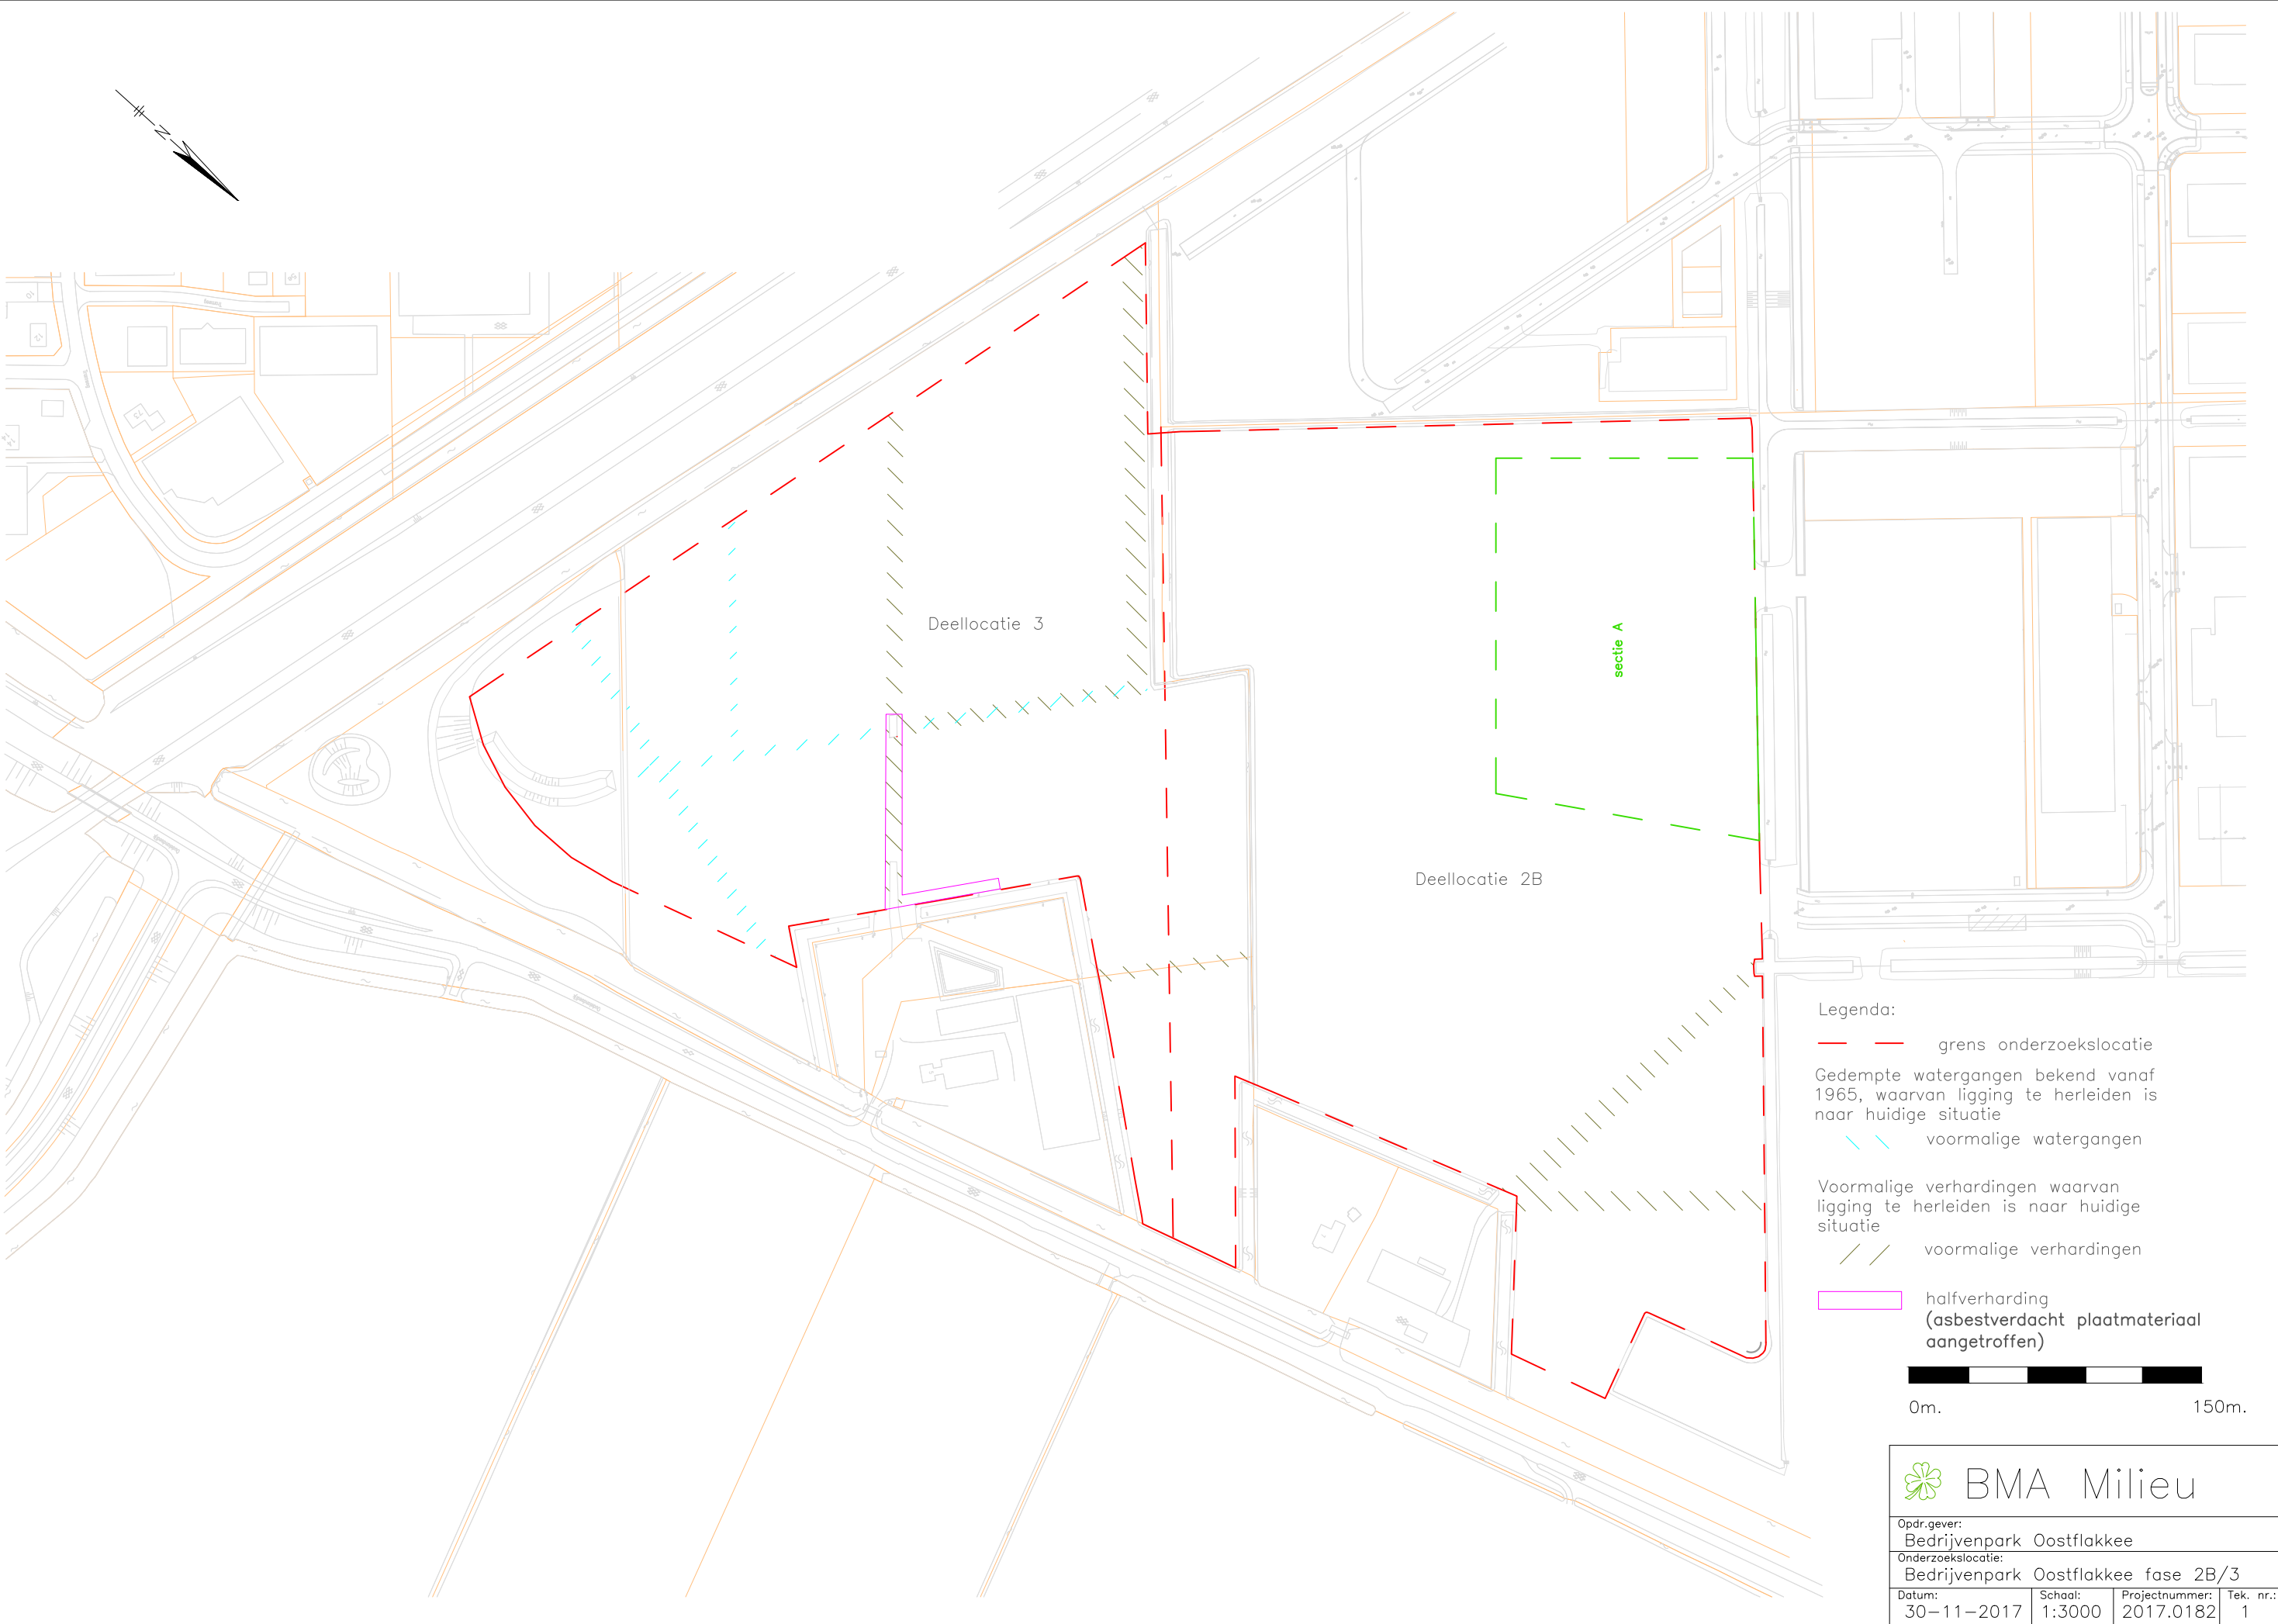 N
Deellocatie 3
sectie A
Deellocatie 2B
Legenda:
grens onderzoekslocatie
Gedempte watergangen bekend vanaf
1965, waarvan ligging te herleiden is
naar huidige situatie
voormalige watergangen
Voormalige verhardingen waarvan
ligging te herleiden is naar huidige
situatie
voormalige verhardingen
halfverharding
(asbestverdacht plaatmateriaal
aangetroffen)
0m. 150m.
BMA Milieu
Opdr.gever:
Bedrijvenpark Oostflakkee
Onderzoekslocatie:
Bedrijvenpark Oostflakkee fase 2B/3
Datum: Schaal: Projectnummer: Tek. nr.:
30-11-2017 1:3000 2017.0182 1